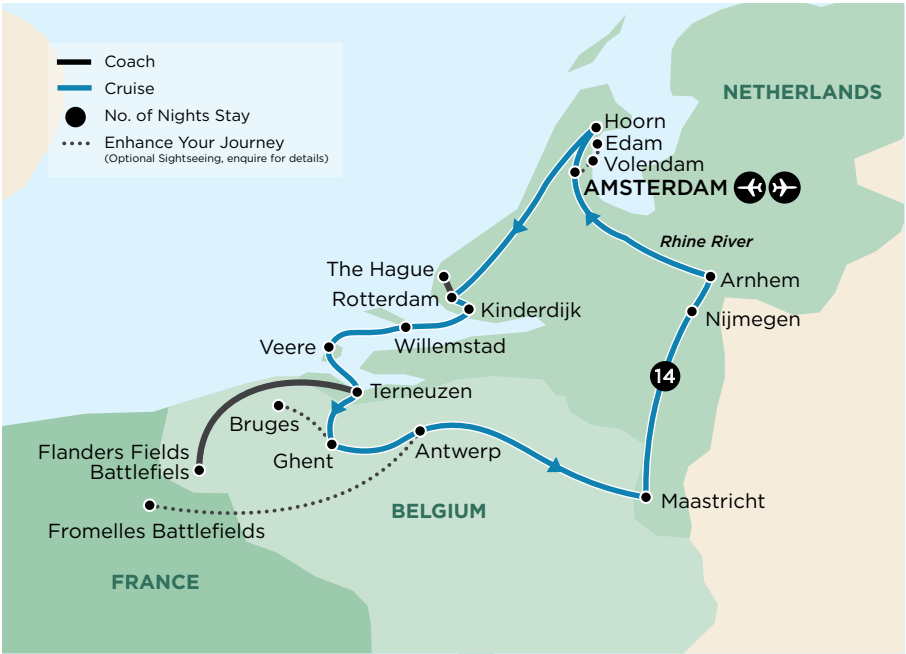 Coach
Cruise
No. of Nights Stay
Enhance Your Journey
(Optional Sightseeing, enquire for details)
NETHERLANDS
Hoorn
Edam
Volendam
AMSTERDAM
Rhine River
The Hague
Arnhem
Rotterdam
Kinderdijk
Nijmegen
Willemstad
Veere
14
Terneuzen
Bruges
Flanders Fields
Battlefiels
Ghent
Antwerp
Maastricht
BELGIUM
Fromelles Battlefields
FRANCE